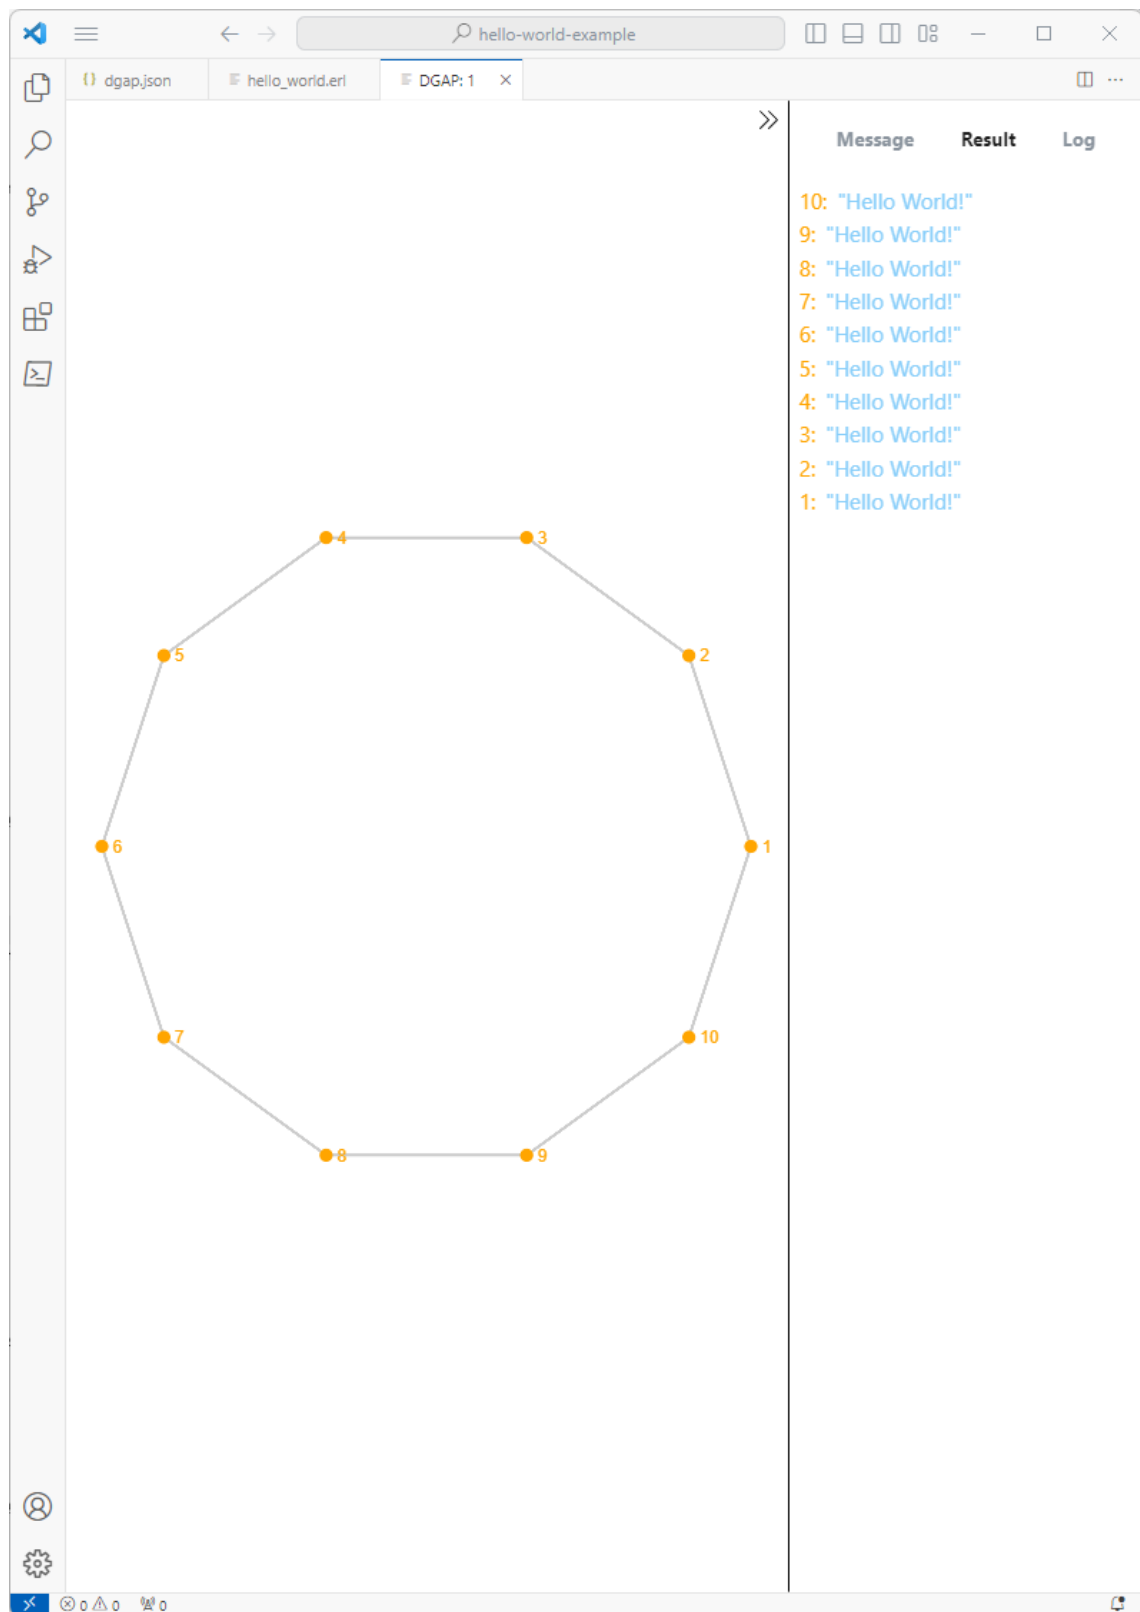 hello-world-example
dgap.json hello_world.erl DGAP: 1
Message Result Log
10: "Hello World!"
9: "Hello World!"
8: "Hello World!"
7: "Hello World!"
6: "Hello World!"
5: "Hello World!"
4: "Hello World!"
3: "Hello World!"
2: "Hello World!"
1: "Hello World!"
4 3
5 2
6 1
7 10
8 9
0 0 0